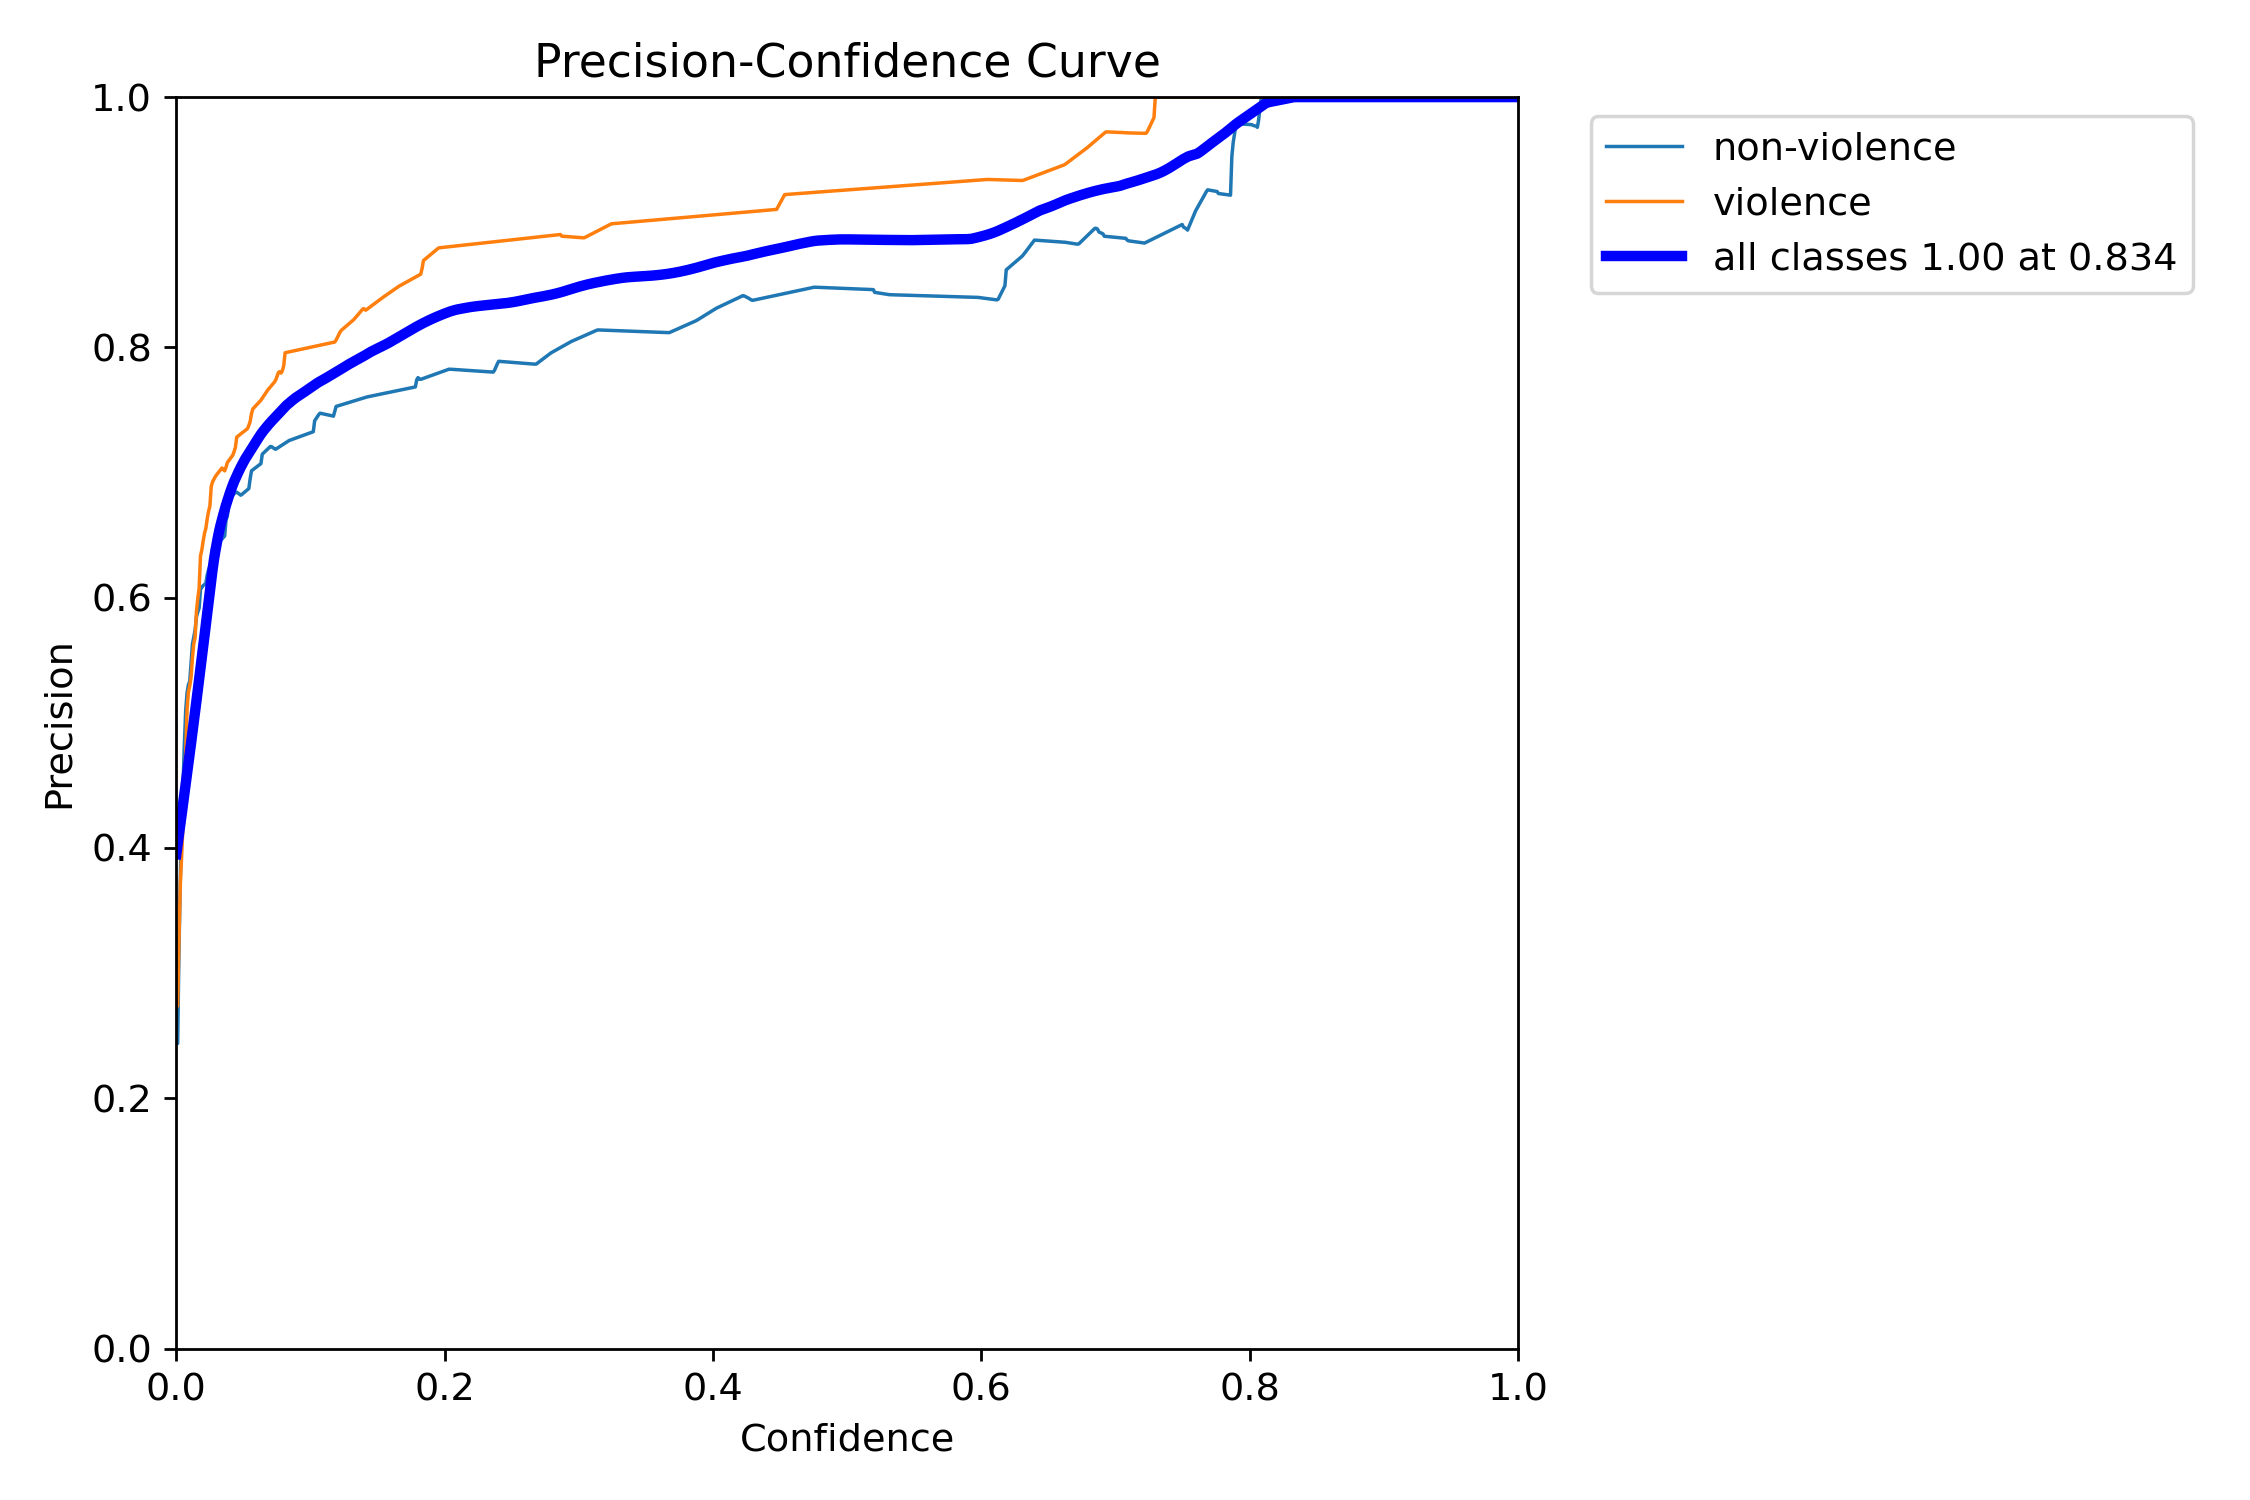 Precision-Confidence Curve
1.0
0.8
0.6
0.4
0.2
0.0
Precision
0.0 0.2 0.4 0.6 0.8 1.0
Confidence
non-violence
violence
all classes 1.00 at 0.834